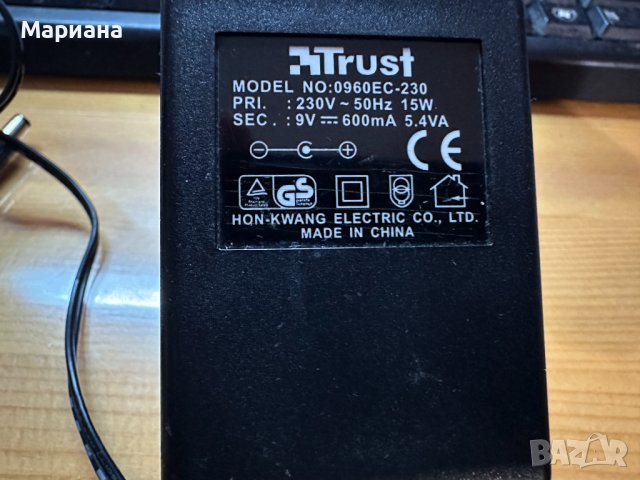 Мариана
Trust
MODEL NO:0960EC-230
PRI. : 230V ~ 50Hz 15W
SEC. : 9V ⎓ 600mA 5.4VA
CE
GS
HON-KWANG ELECTRIC CO., LTD.
MADE IN CHINA
BAZAR